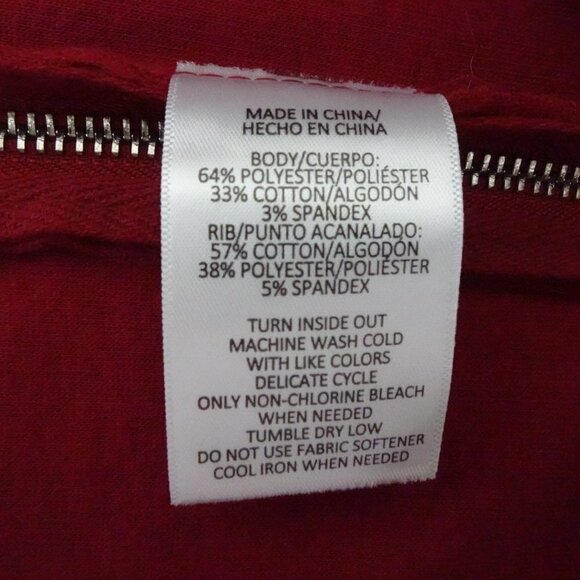 MADE IN CHINA/
HECHO EN CHINA
BODY/CUERPO:
64% POLYESTER/POLIÉSTER
33% COTTON/ALGODÓN
3% SPANDEX
RIB/PUNTO ACANALADO:
57% COTTON/ALGODÓN
38% POLYESTER/POLIÉSTER
5% SPANDEX
TURN INSIDE OUT
MACHINE WASH COLD
WITH LIKE COLORS
DELICATE CYCLE
ONLY NON-CHLORINE BLEACH
WHEN NEEDED
TUMBLE DRY LOW
DO NOT USE FABRIC SOFTENER
COOL IRON WHEN NEEDED